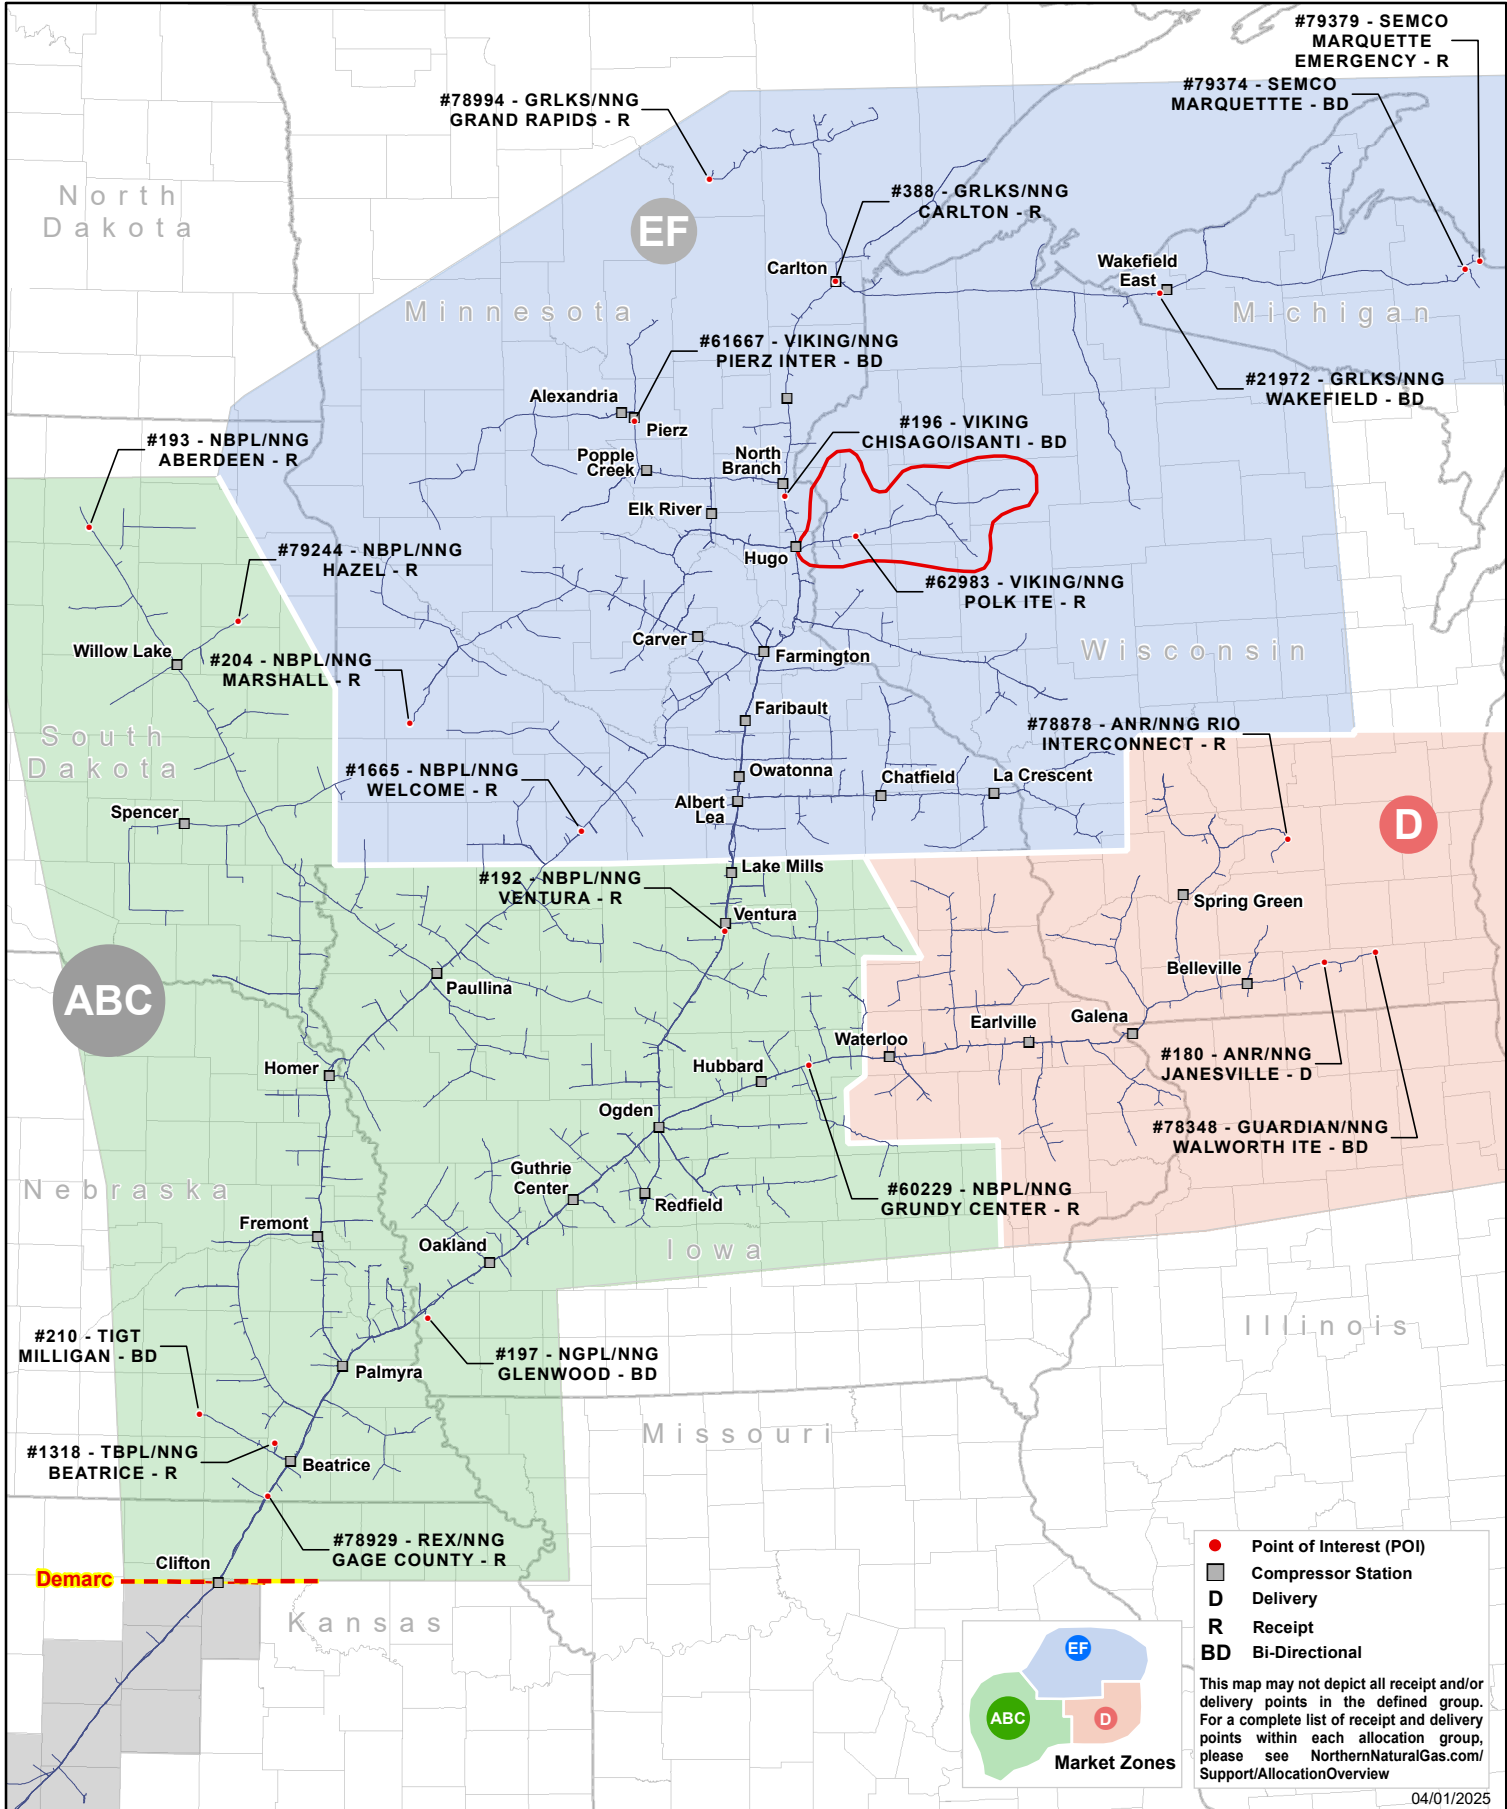 #79379 - SEMCO
MARQUETTE
EMERGENCY - R
#79374 - SEMCO
MARQUETTTE - BD
#78994 - GRLKS/NNG
GRAND RAPIDS - R
North
Dakota
#388 - GRLKS/NNG
CARLTON - R
EF
Carlton
Wakefield
East
Minnesota
Michigan
#61667 - VIKING/NNG
PIERZ INTER - BD
#21972 - GRLKS/NNG
WAKEFIELD - BD
Alexandria
Pierz
#196 - VIKING
CHISAGO/ISANTI - BD
#193 - NBPL/NNG
ABERDEEN - R
Popple
Creek
North
Branch
Elk River
Hugo
#79244 - NBPL/NNG
HAZEL - R
#62983 - VIKING/NNG
POLK ITE - R
Carver
Farmington
Wisconsin
Willow Lake
#204 - NBPL/NNG
MARSHALL - R
Faribault
#78878 - ANR/NNG RIO
INTERCONNECT - R
South
Dakota
#1665 - NBPL/NNG
WELCOME - R
Owatonna
Chatfield
La Crescent
Albert
Lea
Spencer
D
Lake Mills
#192 - NBPL/NNG
VENTURA - R
Ventura
Spring Green
Belleville
ABC
Paullina
Earlville
Galena
Waterloo
Homer
Hubbard
#180 - ANR/NNG
JANESVILLE - D
Ogden
#78348 - GUARDIAN/NNG
WALWORTH ITE - BD
Guthrie
Center
Redfield
#60229 - NBPL/NNG
GRUNDY CENTER - R
Nebraska
Fremont
Oakland
Iowa
Illinois
#210 - TIGT
MILLIGAN - BD
#197 - NGPL/NNG
GLENWOOD - BD
Palmyra
Missouri
#1318 - TBPL/NNG
BEATRICE - R
Beatrice
#78929 - REX/NNG
GAGE COUNTY - R
Clifton
Demarc
Kansas
EF
ABC
D
Market Zones
Point of Interest (POI)
Compressor Station
D Delivery
R Receipt
BD Bi-Directional
This map may not depict all receipt and/or
delivery points in the defined group.
For a complete list of receipt and delivery
points within each allocation group,
please see NorthernNaturalGas.com/
Support/AllocationOverview
04/01/2025